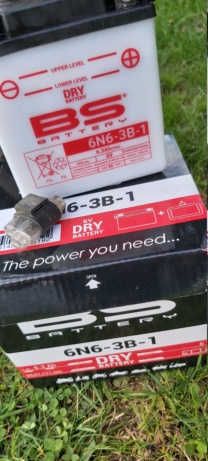 UPPER LEVEL
LOWER LEVEL
DRY
BATTERY
BS
BATTERY
6N6-3B-1
6N6-3B-1
6V
DRY
BATTERY
The power you need...
OPEN
BS
BATTERY
6N6-3B-1
DRY
BATTERY